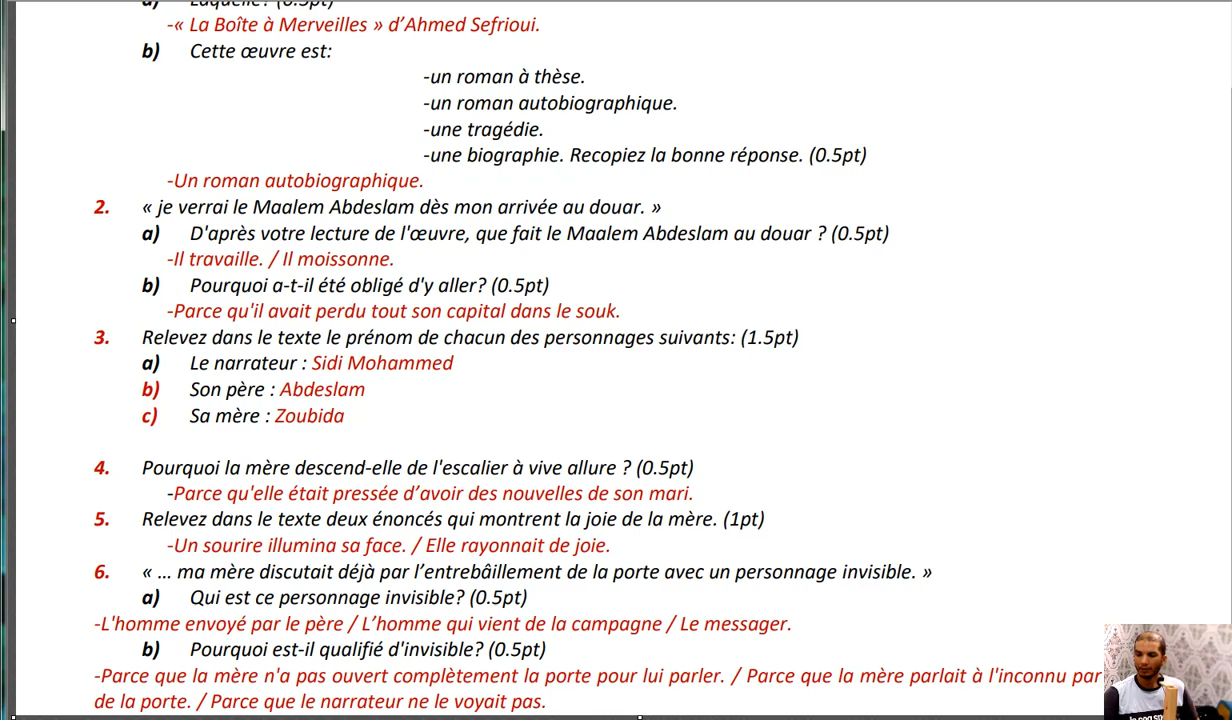 a) Laquelle? (0.5pt)
-« La Boîte à Merveilles » d’Ahmed Sefrioui.
b) Cette œuvre est:
-un roman à thèse.
-un roman autobiographique.
-une tragédie.
-une biographie. Recopiez la bonne réponse. (0.5pt)
-Un roman autobiographique.
2. « je verrai le Maalem Abdeslam dès mon arrivée au douar. »
a) D'après votre lecture de l'œuvre, que fait le Maalem Abdeslam au douar ? (0.5pt)
-Il travaille. / Il moissonne.
b) Pourquoi a-t-il été obligé d'y aller? (0.5pt)
-Parce qu'il avait perdu tout son capital dans le souk.
3. Relevez dans le texte le prénom de chacun des personnages suivants: (1.5pt)
a) Le narrateur : Sidi Mohammed
b) Son père : Abdeslam
c) Sa mère : Zoubida
4. Pourquoi la mère descend-elle de l'escalier à vive allure ? (0.5pt)
-Parce qu'elle était pressée d’avoir des nouvelles de son mari.
5. Relevez dans le texte deux énoncés qui montrent la joie de la mère. (1pt)
-Un sourire illumina sa face. / Elle rayonnait de joie.
6. « … ma mère discutait déjà par l’entrebâillement de la porte avec un personnage invisible. »
a) Qui est ce personnage invisible? (0.5pt)
-L'homme envoyé par le père / L’homme qui vient de la campagne / Le messager.
b) Pourquoi est-il qualifié d'invisible? (0.5pt)
-Parce que la mère n'a pas ouvert complètement la porte pour lui parler. / Parce que la mère parlait à l'inconnu par
de la porte. / Parce que le narrateur ne le voyait pas.